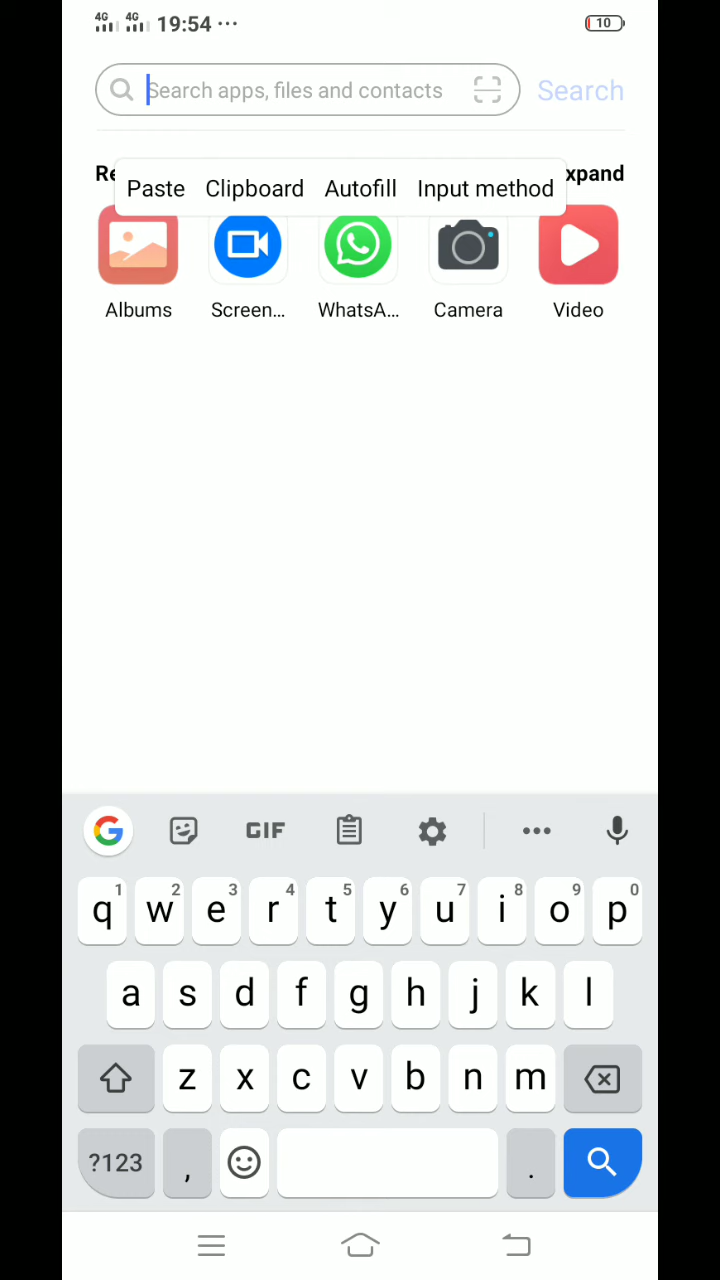 4G 4G 19:54 ··· 10
Search apps, files and contacts Search
Re xpand
Paste Clipboard Autofill Input method
Albums Screen... WhatsA... Camera Video
G GIF
q1 w2 e3 r4 t5 y6 u7 i8 o9 p0
a s d f g h j k l
z x c v b n m
?123 , .